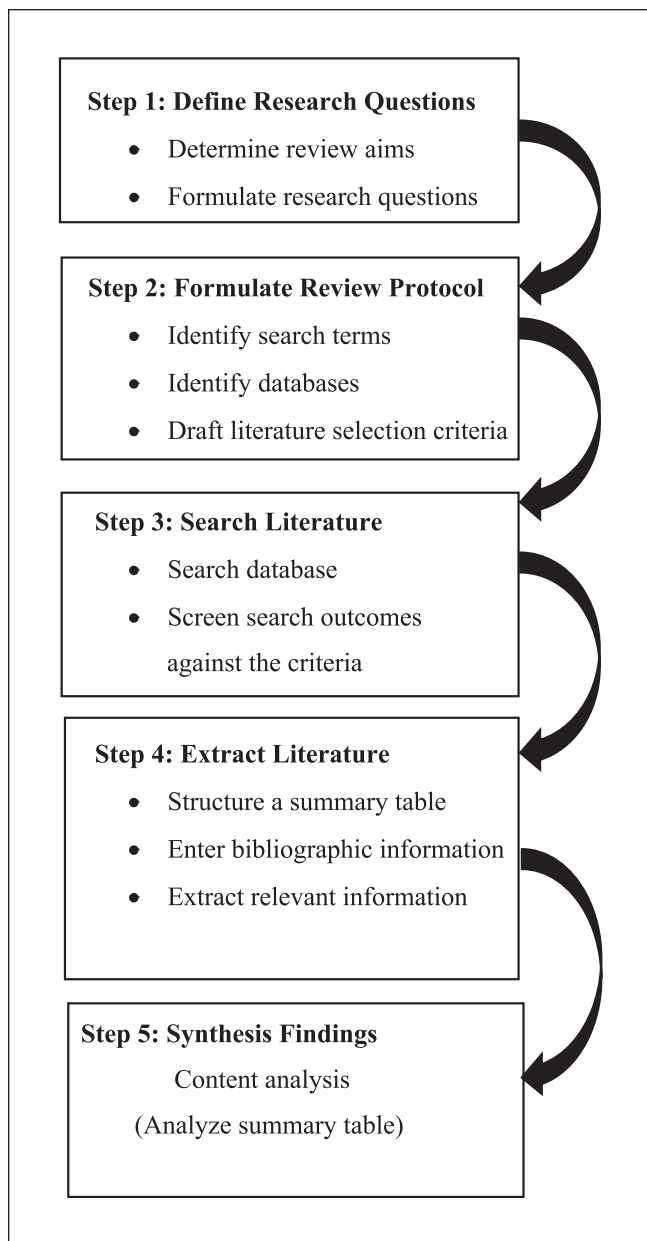 Step 1: Define Research Questions
• Determine review aims
• Formulate research questions
Step 2: Formulate Review Protocol
• Identify search terms
• Identify databases
• Draft literature selection criteria
Step 3: Search Literature
• Search database
• Screen search outcomes
against the criteria
Step 4: Extract Literature
• Structure a summary table
• Enter bibliographic information
• Extract relevant information
Step 5: Synthesis Findings
Content analysis
(Analyze summary table)